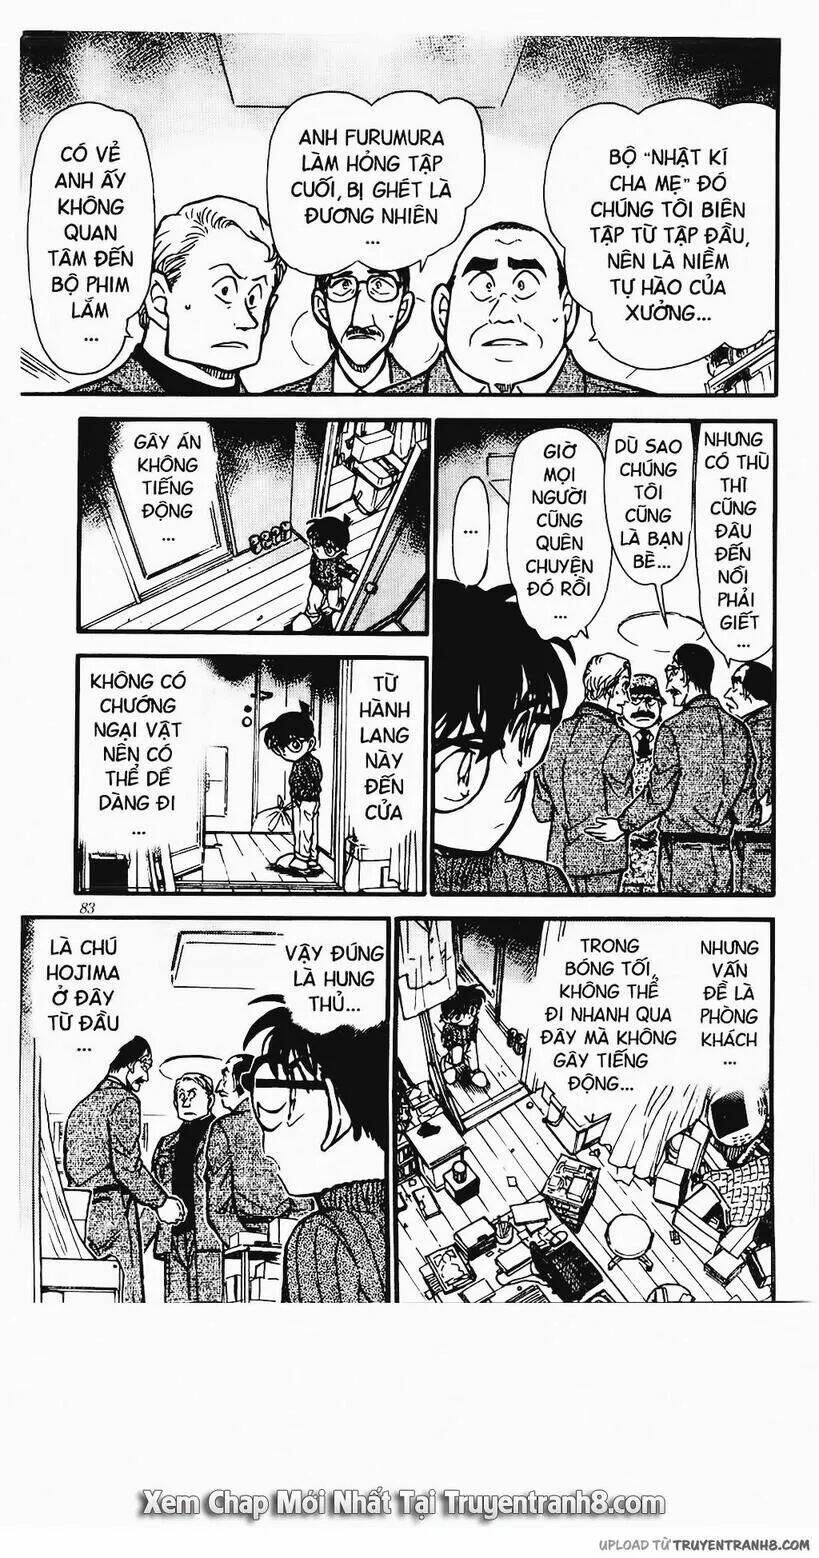 BỘ "NHẬT KÍ
CHA MẸ" ĐÓ
CHÚNG TÔI BIÊN
TẬP TỪ TẬP ĐẦU,
NÊN LÀ NIỀM
TỰ HÀO CỦA
XƯỞNG...
ANH FURUMURA
LÀM HỎNG TẬP
CUỐI, BỊ GHÉT LÀ
ĐƯƠNG NHIÊN
...
CÓ VẺ
ANH ẤY
KHÔNG
QUAN
TÂM ĐẾN
BỘ PHIM
LẮM
...
NHƯNG
CÓ THÙ
THÌ
CŨNG
ĐÂU
ĐẾN
NỖI
PHẢI
GIẾT
...
DÙ SAO
CHÚNG
TÔI
CŨNG
LÀ BẠN
BÈ...
GIỜ
MỌI
NGƯỜI
CŨNG
QUÊN
CHUYỆN
ĐÓ RỒI
...
...
GÂY ÁN
KHÔNG
TIẾNG
ĐỘNG
...
TỪ
HÀNH
LANG
NÀY
ĐẾN
CỬA
KHÔNG CÓ
CHƯỚNG
NGẠI VẬT
NÊN CÓ
THỂ DỄ
DÀNG ĐI
...
83
NHƯNG
VẤN
ĐỀ LÀ
PHÒNG
KHÁCH
...
TRONG
BÓNG TỐI,
KHÔNG THỂ
ĐI NHANH QUA
ĐÂY MÀ KHÔNG
GÂY TIẾNG
ĐỘNG...
VẬY ĐÚNG
LÀ HUNG
THỦ...
LÀ CHÚ
HOJIMA
Ở ĐÂY
TỪ ĐẦU
...
Xem Chap Mới Nhất Tại Truyentranh8.com
UPLOAD TỪ TRUYENTRANH8.COM